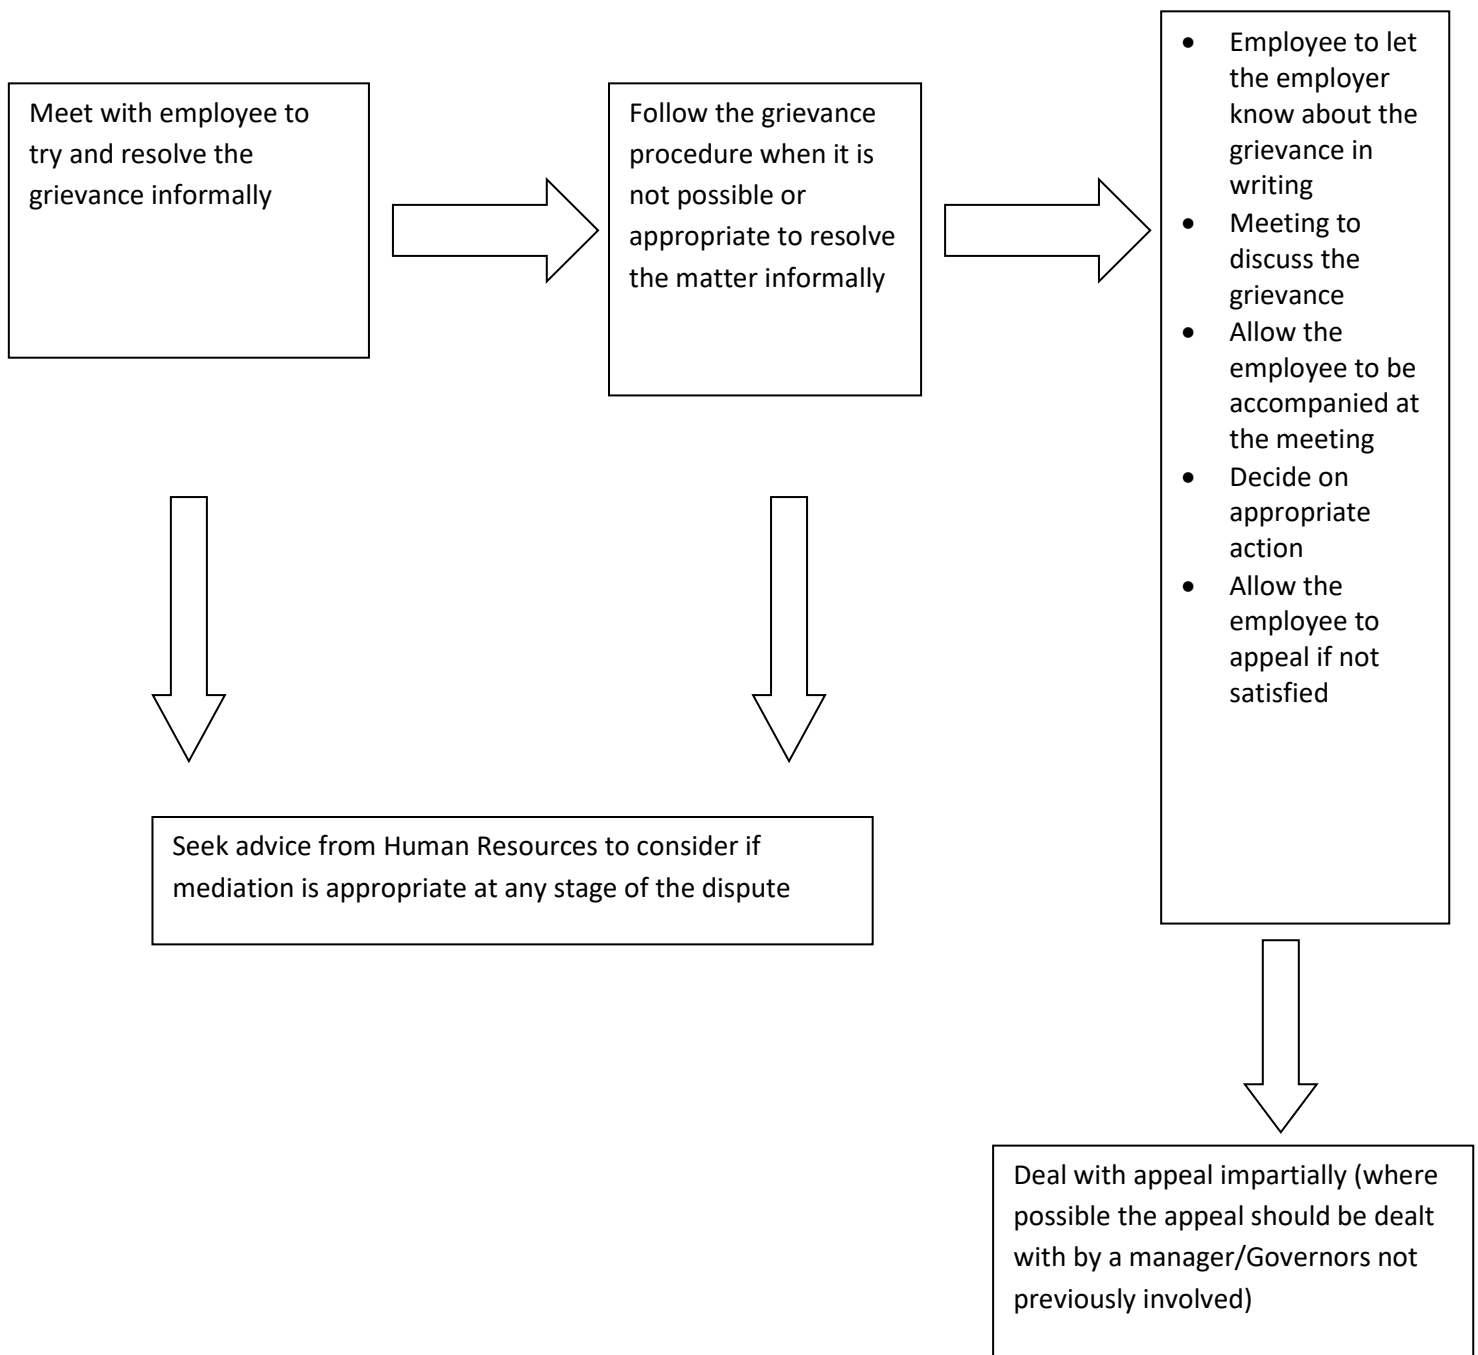 Meet with employee to
try and resolve the
grievance informally
Follow the grievance
procedure when it is
not possible or
appropriate to resolve
the matter informally
• Employee to let
the employer
know about the
grievance in
writing
• Meeting to
discuss the
grievance
• Allow the
employee to be
accompanied at
the meeting
• Decide on
appropriate
action
• Allow the
employee to
appeal if not
satisfied
Seek advice from Human Resources to consider if
mediation is appropriate at any stage of the dispute
Deal with appeal impartially (where
possible the appeal should be dealt
with by a manager/Governors not
previously involved)